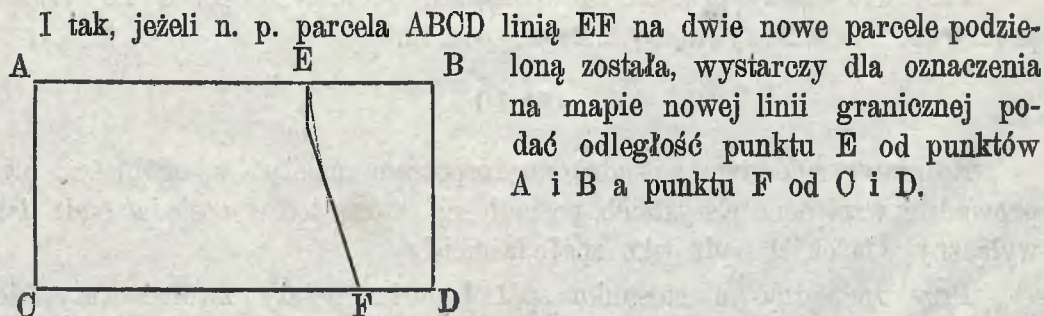 I tak, jeżeli n. p. parcela ABCD linią EF na dwie nowe parcele podzie-
A E B
loną została, wystarczy dla oznaczenia
na mapie nowej linii granicznej po-
dać odległość punktu E od punktów
A i B a punktu F od C i D.
C F D